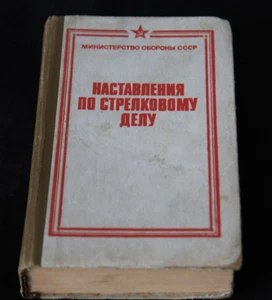 МИНИСТЕРСТВО ОБОРОНЫ СССР
НАСТАВЛЕНИЯ
ПО СТРЕЛКОВОМУ
ДЕЛУ